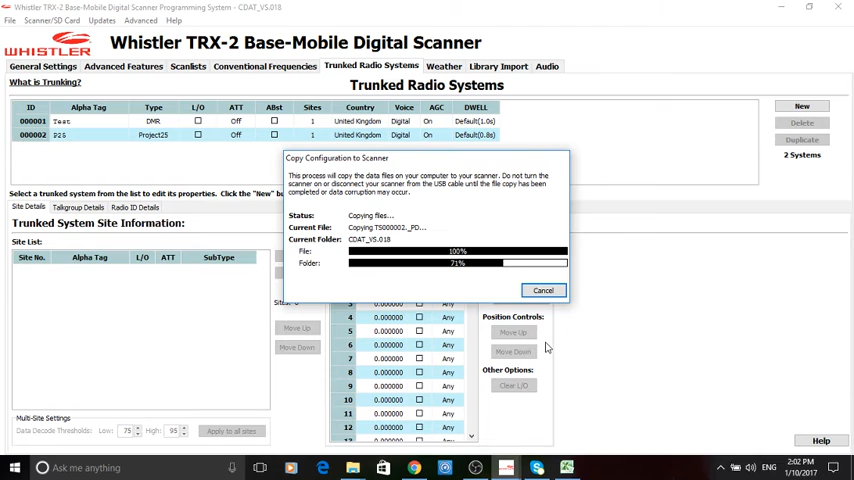 Whistler TRX-2 Base-Mobile Digital Scanner Programming System - CDAT_VS.018
File Scanner/SD Card Updates Advanced Help
WHISTLER Whistler TRX-2 Base-Mobile Digital Scanner
General Settings Advanced Features Scanlists Conventional Frequencies Trunked Radio Systems Weather Library Import Audio
What is Trunking?
Trunked Radio Systems
ID Alpha Tag Type L/O ATT ABst Sites Country Voice AGC DWELL
000001 Test DMR Off 1 United Kingdom Digital On Default(1.0s)
000002 P25 Project25 Off 1 United Kingdom Digital On Default(0.8s)
New
Delete
Duplicate
2 Systems
Copy Configuration to Scanner
This process will copy the data files on your computer to your scanner. Do not turn the
scanner on or disconnect your scanner from the USB cable until the file copy has been
completed or data corruption may occur.
Status: Copying files...
Current File: Copying TS000002._PD...
Current Folder: CDAT_VS.018
File: 100%
Folder: 71%
Cancel
Select a trunked system from the list to edit its properties. Click the "New"
Site Details Talkgroup Details Radio ID Details
Trunked System Site Information:
Site List:
Site No. Alpha Tag L/O ATT SubType
Sites: 0
Move Up
Move Down
3 0.000000 Any
4 0.000000 Any
5 0.000000 Any
6 0.000000 Any
7 0.000000 Any
8 0.000000 Any
9 0.000000 Any
10 0.000000 Any
11 0.000000 Any
12 0.000000 Any
Position Controls:
Move Up
Move Down
Other Options:
Clear L/O
Multi-Site Settings
Data Decode Thresholds: Low: 75 High: 95 Apply to all sites
Help
Ask me anything
ENG
2:02 PM
1/10/2017